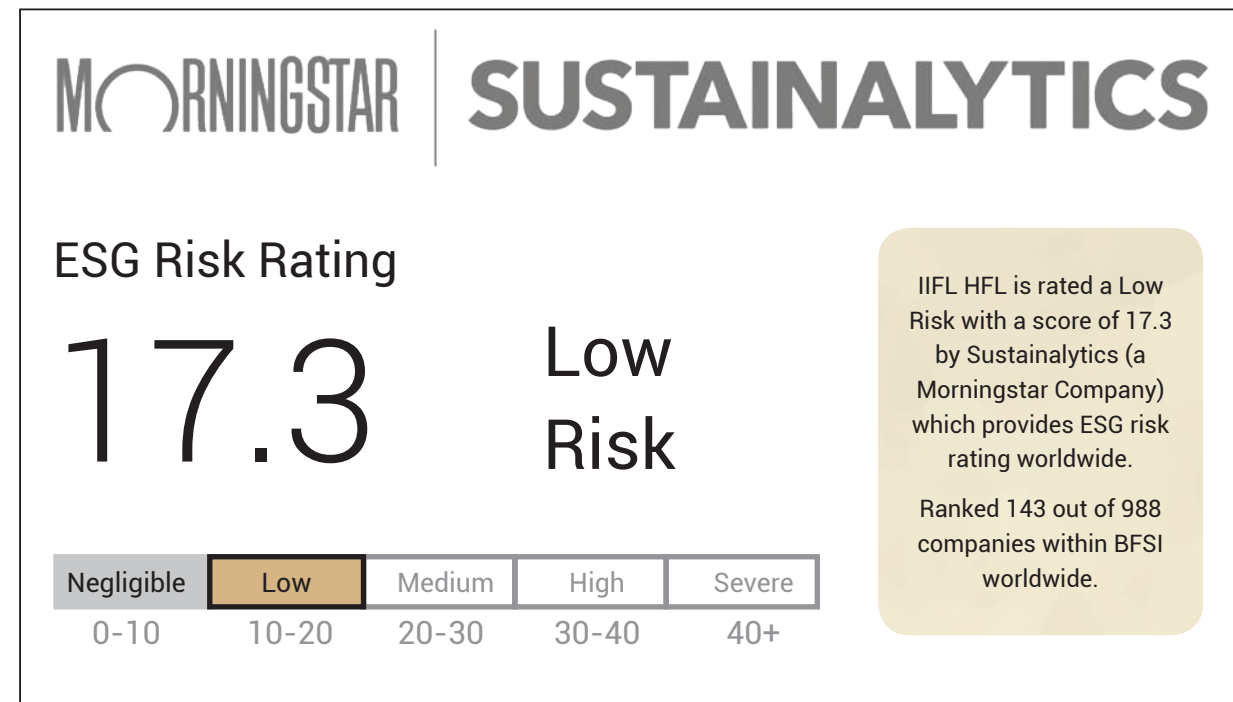 MORNINGSTAR SUSTAINALYTICS
ESG Risk Rating
17.3
Low
Risk
IIFL HFL is rated a Low
Risk with a score of 17.3
by Sustainalytics (a
Morningstar Company)
which provides ESG risk
rating worldwide.
Ranked 143 out of 988
companies within BFSI
worldwide.
Negligible Low Medium High Severe
0-10 10-20 20-30 30-40 40+